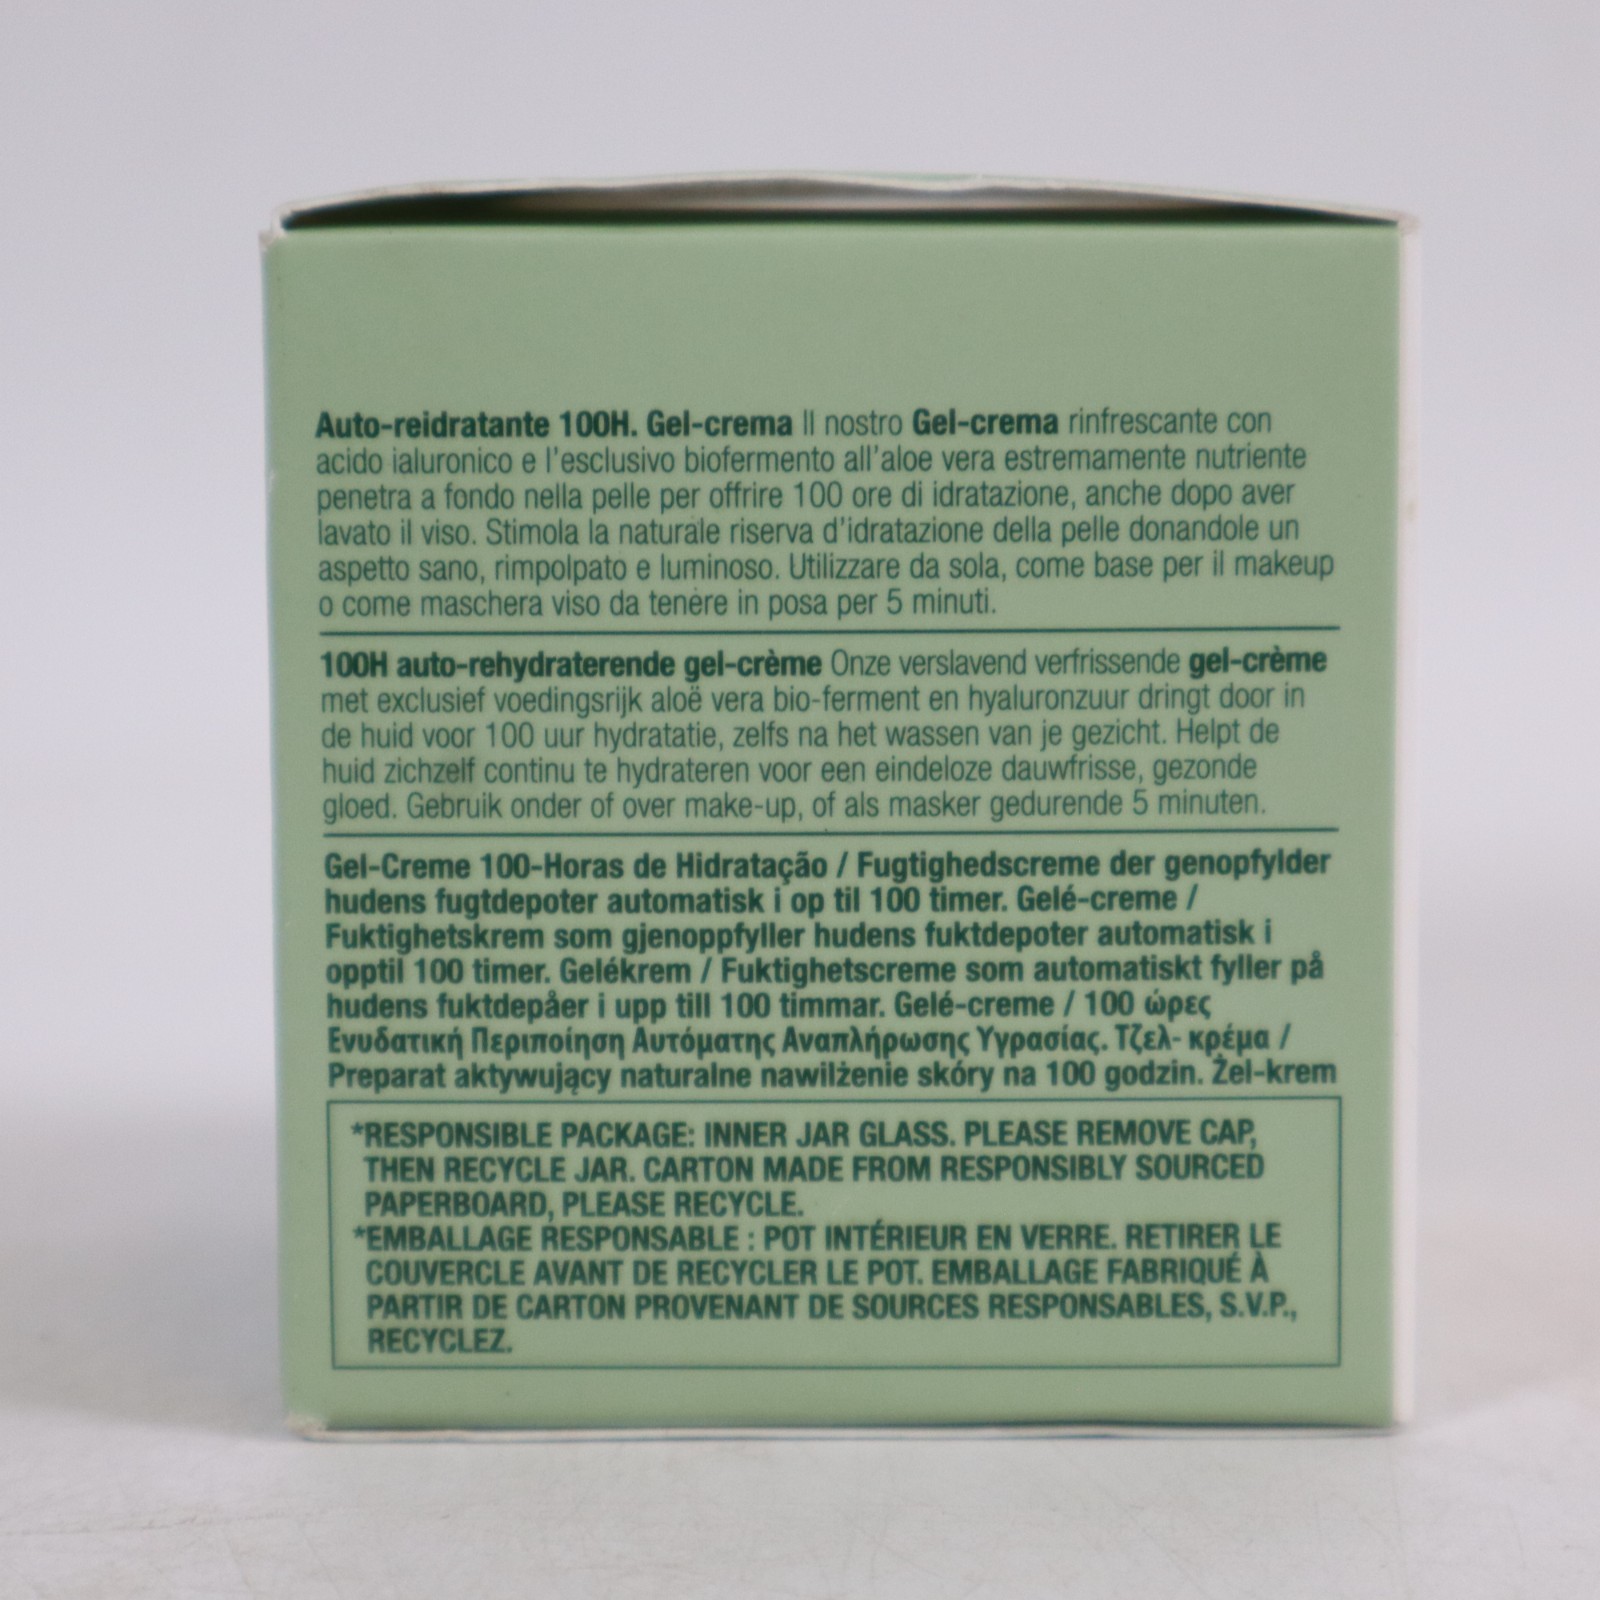 Auto-reidratante 100H. Gel-crema Il nostro Gel-crema rinfrescante con
acido ialuronico e l'esclusivo biofermento all'aloe vera estremamente nutriente
penetra a fondo nella pelle per offrire 100 ore di idratazione, anche dopo aver
lavato il viso. Stimola la naturale riserva d'idratazione della pelle donandole un
aspetto sano, rimpolpato e luminoso. Utilizzare da sola, come base per il makeup
o come maschera viso da tenere in posa per 5 minuti.
100H auto-rehydraterende gel-crème Onze verslavend verfrissende gel-crème
met exclusief voedingsrijk aloë vera bio-ferment en hyaluronzuur dringt door in
de huid voor 100 uur hydratatie, zelfs na het wassen van je gezicht. Helpt de
huid zichzelf continu te hydrateren voor een eindeloze dauwfrisse, gezonde
gloed. Gebruik onder of over make-up, of als masker gedurende 5 minuten.
Gel-Creme 100-Horas de Hidratação / Fugtighedscreme der genopfylder
hudens fugtdepoter automatisk i op til 100 timer. Gelé-creme /
Fuktighetskrem som gjenoppfyller hudens fuktdepoter automatisk i
opptil 100 timer. Gelékrem / Fuktighetscreme som automatiskt fyller på
hudens fuktdepåer i upp till 100 timmar. Gelé-creme / 100 ώρες
Ενυδατική Περιποίηση Αυτόματης Αναπλήρωσης Υγρασίας. Τζελ- κρέμα /
Preparat aktywujący naturalne nawilżenie skóry na 100 godzin. Żel-krem
*RESPONSIBLE PACKAGE: INNER JAR GLASS. PLEASE REMOVE CAP,
THEN RECYCLE JAR. CARTON MADE FROM RESPONSIBLY SOURCED
PAPERBOARD, PLEASE RECYCLE.
*EMBALLAGE RESPONSABLE : POT INTÉRIEUR EN VERRE. RETIRER LE
COUVERCLE AVANT DE RECYCLER LE POT. EMBALLAGE FABRIQUÉ À
PARTIR DE CARTON PROVENANT DE SOURCES RESPONSABLES, S.V.P.,
RECYCLEZ.